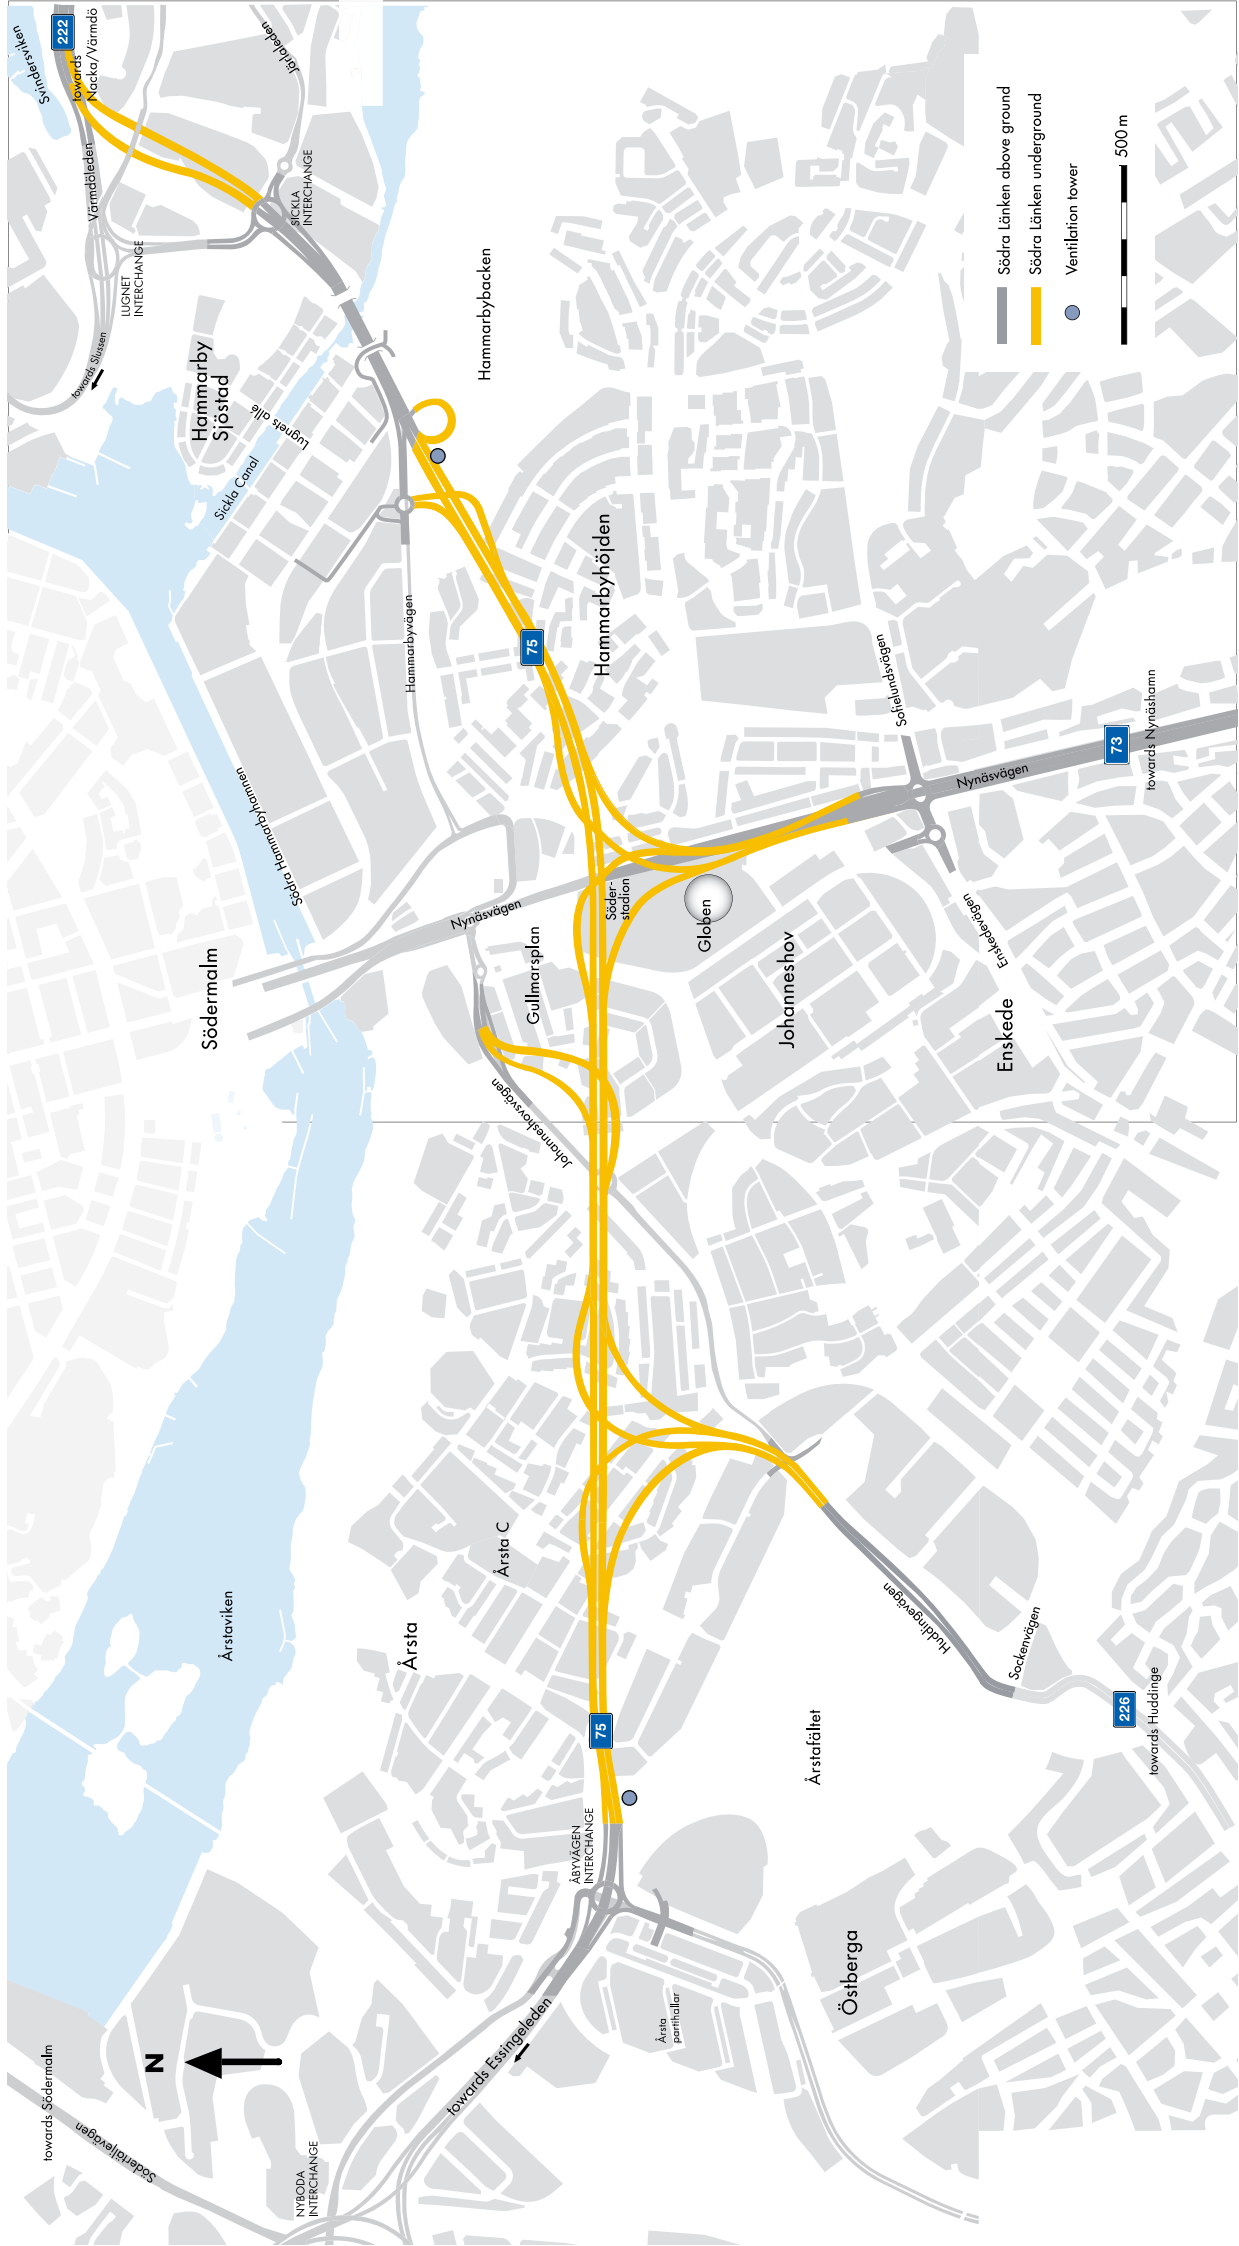 towards Södermalm
Södertäljevägen
NYBODA
INTERCHANGE
N
towards Essingeleden
Årsta
partihallar
Östberga
ÅBYVÄGEN
INTERCHANGE
75
Årstaviken
Årsta
Årsta C
Årstafältet
Huddingevägen
Sockenvägen
226
towards Huddinge
Johanneshovsvägen
Södermalm
Gullmarsplan
Nynäsvägen
Söder-
stadion
Globen
Johanneshov
Enskede
Enskedevägen
Södra Hammarbyhamnen
Hammarbyvägen
75
Hammarbyhöjden
Sofielundsvägen
Nynäsvägen
73
towards Nynäshamn
Sickla Canal
Lugnets allé
Hammarby
Sjöstad
Hammarbybacken
towards Slussen
LUGNET
INTERCHANGE
Värmdöleden
SICKLA
INTERCHANGE
Svindersviken
222
towards
Nacka/Värmdö
Järlaleden
Södra Länken above ground
Södra Länken underground
Ventilation tower
500 m